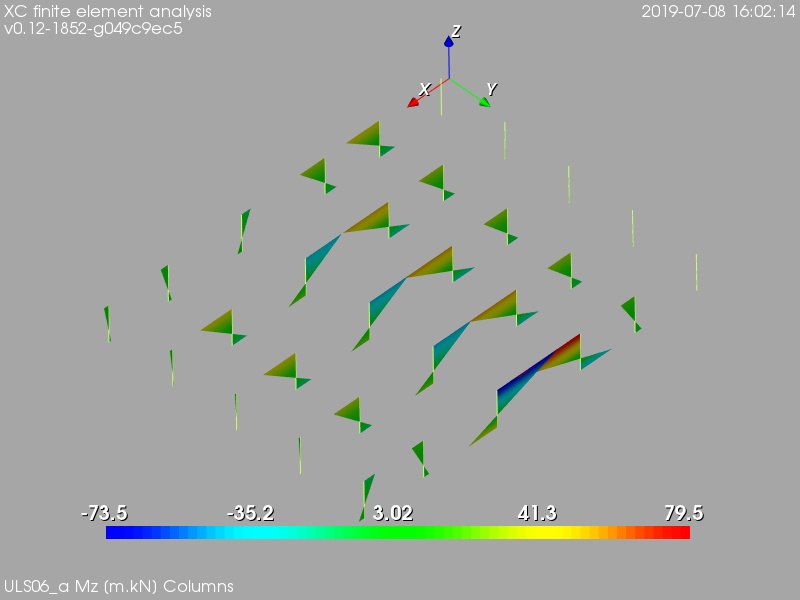 XC finite element analysis
v0.12-1852-g049c9ec5
2019-07-08 16:02:14
Z
X
Y
-73.5 -35.2 3.02 41.3 79.5
ULS06_a Mz [m.kN] Columns